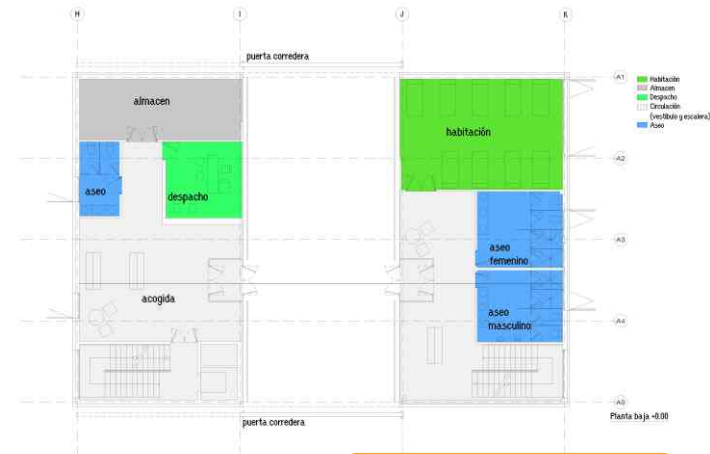 H
I
J
K
puerta corredera
A1
Habitación
Almacen
Despacho
Circulación
(vestíbulo y escalera)
Aseo
almacen
habitación
A2
aseo
despacho
A3
aseo
femenino
acogida
aseo
masculino
A4
A5
Planta baja +0.00
puerta corredera